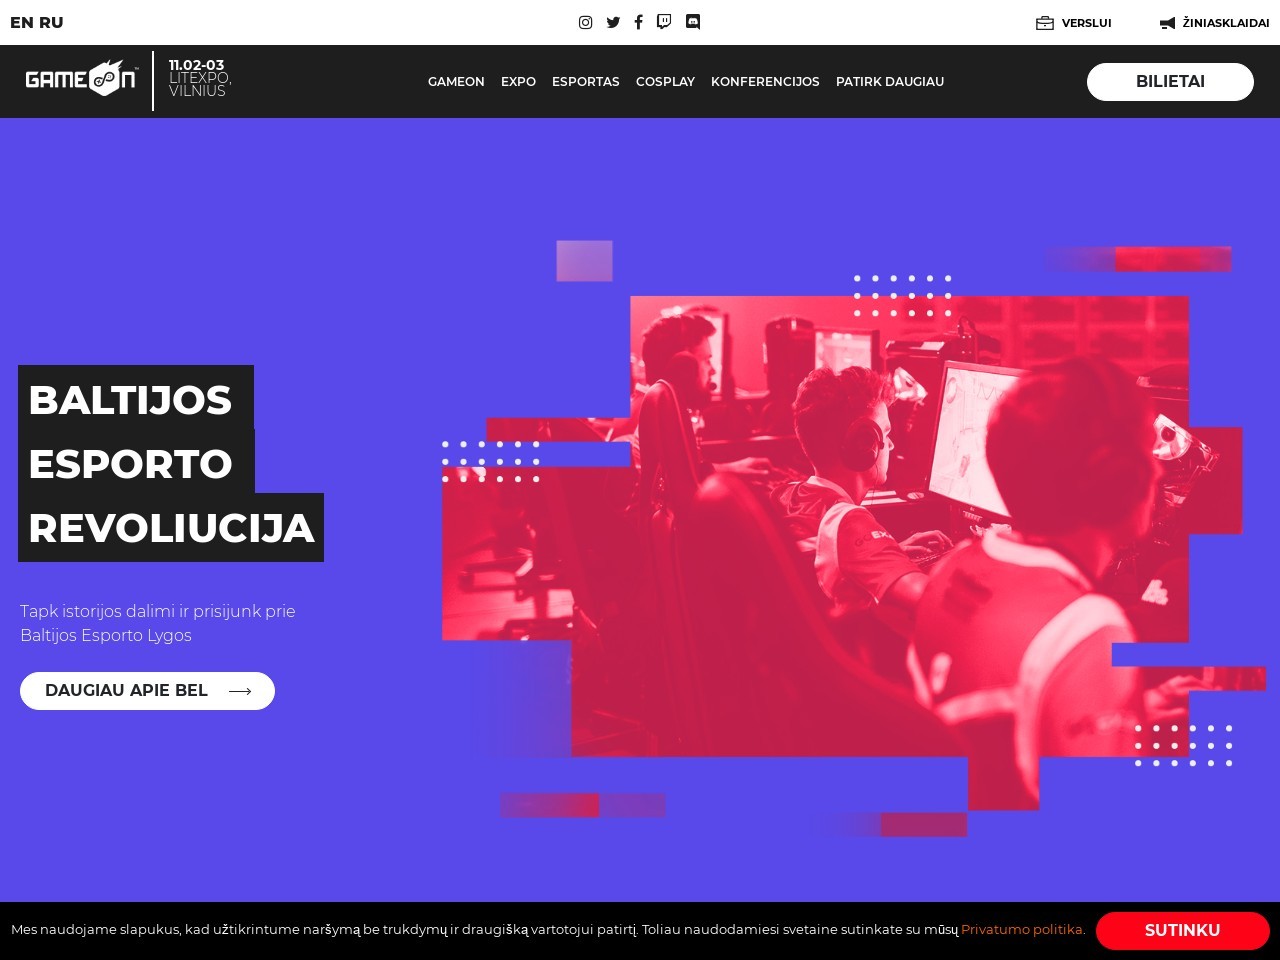 EN RU
VERSLUI
ŽINIASKLAIDAI
GAMEON™
11.02-03
LITEXPO,
VILNIUS
GAMEON EXPO ESPORTAS COSPLAY KONFERENCIJOS PATIRK DAUGIAU
BILIETAI
BALTIJOS
ESPORTO
REVOLIUCIJA
Tapk istorijos dalimi ir prisijunk prie
Baltijos Esporto Lygos
DAUGIAU APIE BEL
Mes naudojame slapukus, kad užtikrintume naršymą be trukdymų ir draugišką vartotojui patirtį. Toliau naudodamiesi svetaine sutinkate su mūsų Privatumo politika.
SUTINKU